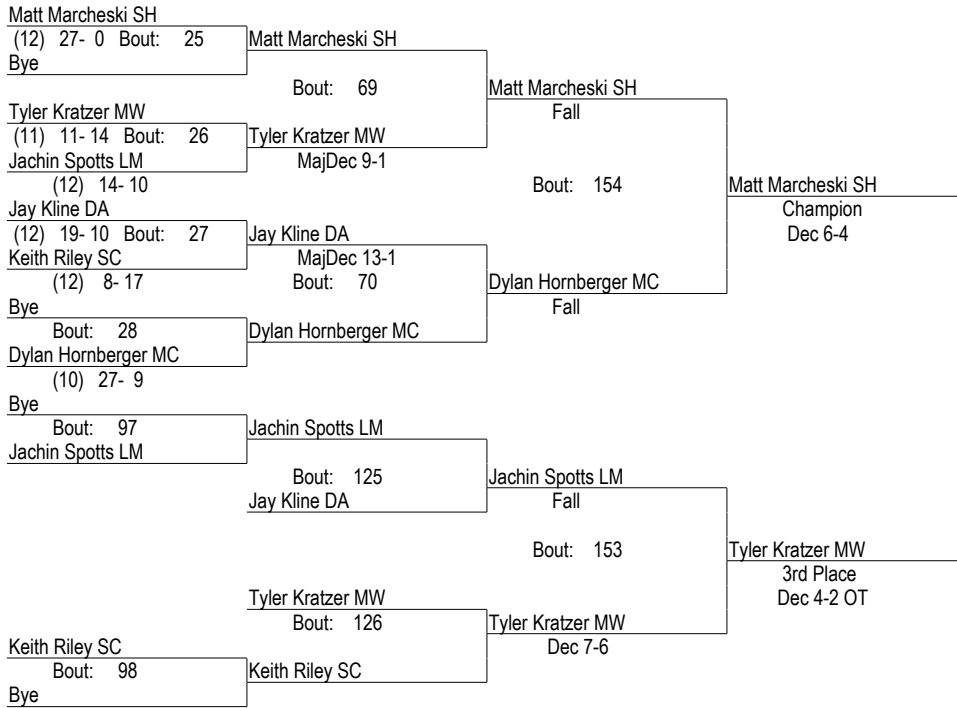 Matt Marcheski SH
(12) 27- 0 Bout: 25
Matt Marcheski SH
Bye
Bout: 69
Matt Marcheski SH
Tyler Kratzer MW
Fall
(11) 11- 14 Bout: 26
Tyler Kratzer MW
Jachin Spotts LM
MajDec 9-1
(12) 14- 10
Bout: 154
Matt Marcheski SH
Jay Kline DA
Champion
(12) 19- 10 Bout: 27
Jay Kline DA
Dec 6-4
Keith Riley SC
MajDec 13-1
(12) 8- 17
Bout: 70
Dylan Hornberger MC
Bye
Fall
Bout: 28
Dylan Hornberger MC
Dylan Hornberger MC
(10) 27- 9
Bye
Bout: 97
Jachin Spotts LM
Jachin Spotts LM
Bout: 125
Jachin Spotts LM
Jay Kline DA
Fall
Bout: 153
Tyler Kratzer MW
3rd Place
Tyler Kratzer MW
Dec 4-2 OT
Bout: 126
Tyler Kratzer MW
Keith Riley SC
Dec 7-6
Bout: 98
Keith Riley SC
Bye